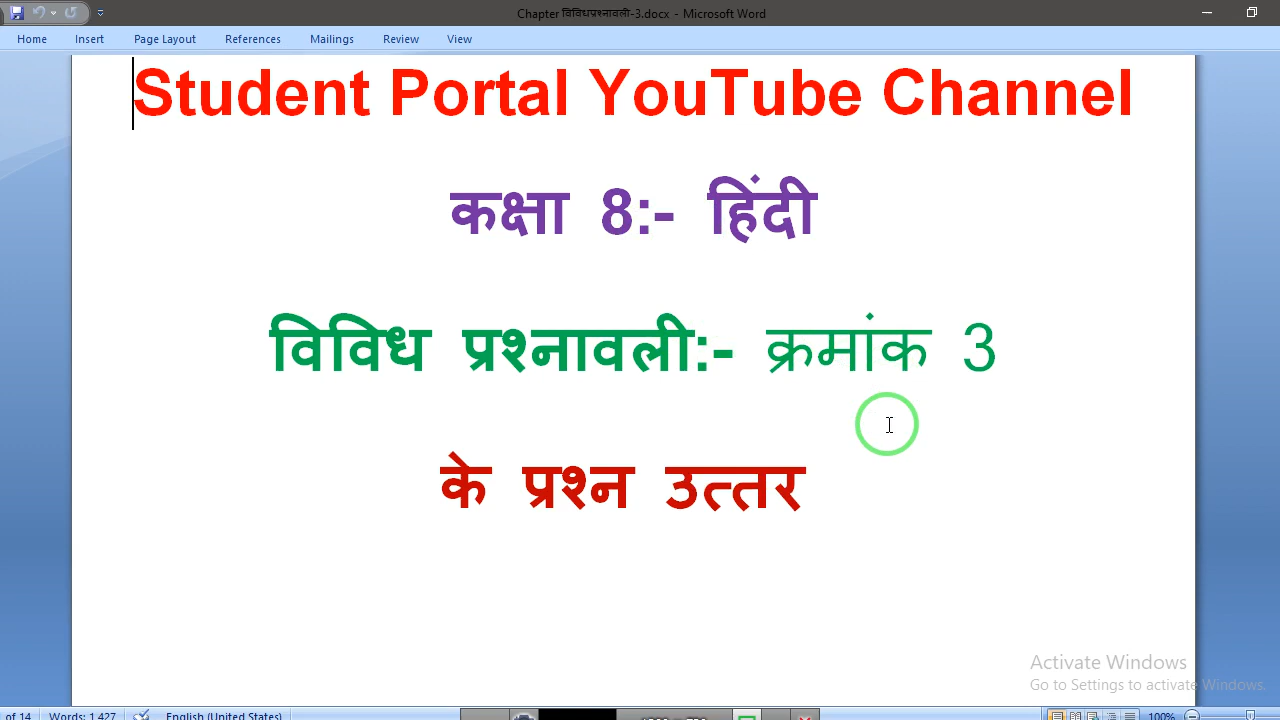 Chapter विविधप्रश्नावली-3.docx - Microsoft Word
Home Insert Page Layout References Mailings Review View
Student Portal YouTube Channel
कक्षा 8:- हिंदी
विविध प्रश्नावली:- क्रमांक 3
के प्रश्न उत्तर
Activate Windows
Go to Settings to activate Windows.
of 14 Words: 1,427 English (United States) 100%